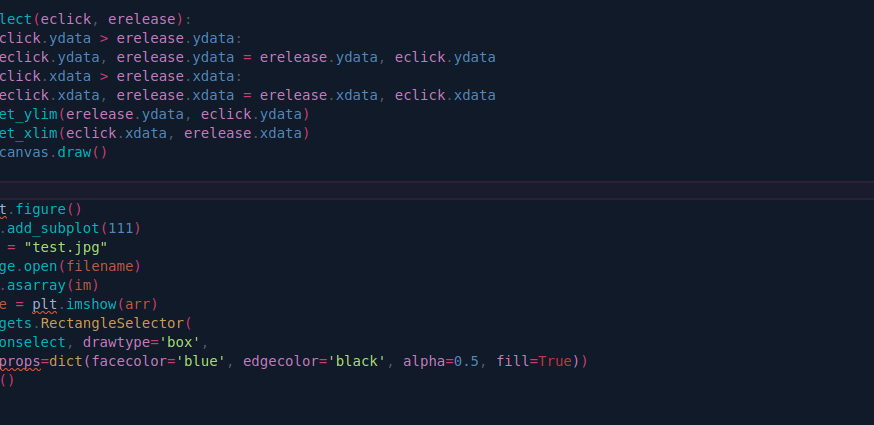 lect(eclick, erelease):
click.ydata > erelease.ydata:
eclick.ydata, erelease.ydata = erelease.ydata, eclick.ydata
click.xdata > erelease.xdata:
eclick.xdata, erelease.xdata = erelease.xdata, eclick.xdata
et_ylim(erelease.ydata, eclick.ydata)
et_xlim(eclick.xdata, erelease.xdata)
canvas.draw()
t.figure()
.add_subplot(111)
= "test.jpg"
ge.open(filename)
.asarray(im)
e = plt.imshow(arr)
gets.RectangleSelector(
onselect, drawtype='box',
props=dict(facecolor='blue', edgecolor='black', alpha=0.5, fill=True))
()